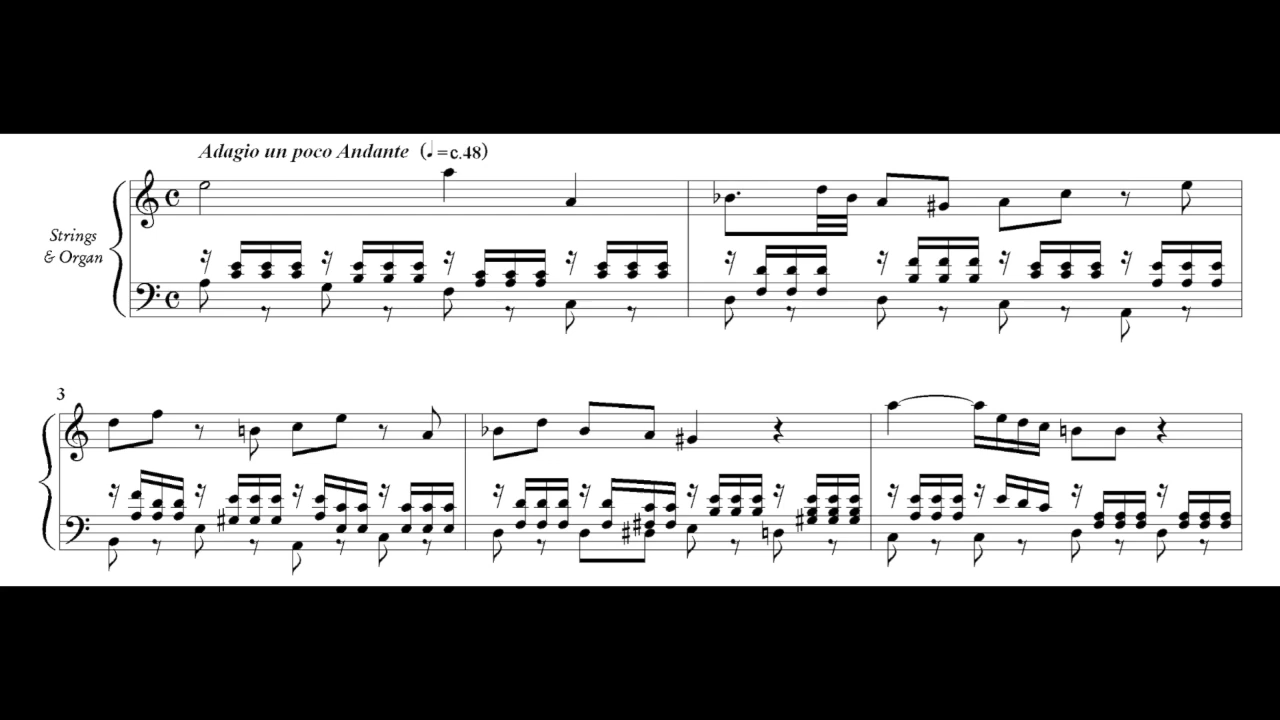 Adagio un poco Andante (♩=c.48)
Strings
& Organ
3